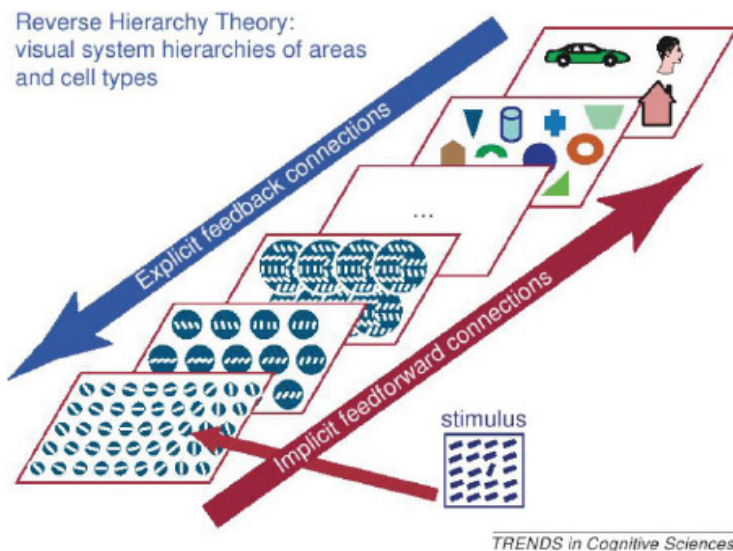 Reverse Hierarchy Theory:
visual system hierarchies of areas
and cell types
Explicit feedback connections
...
Implicit feedforward connections
stimulus
TRENDS in Cognitive Sciences